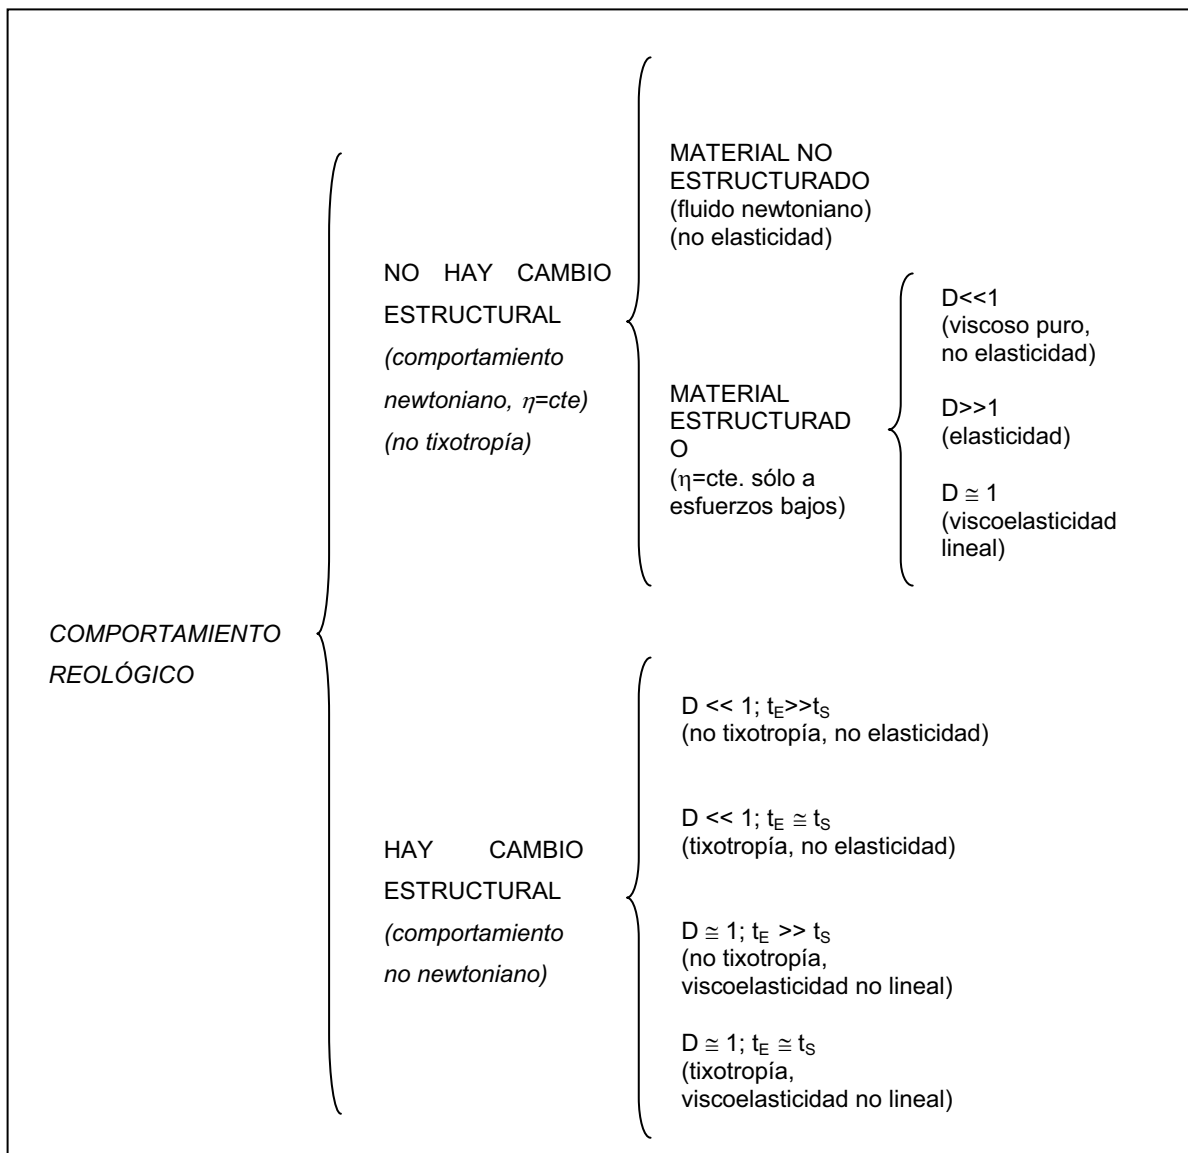 COMPORTAMIENTO
REOLÓGICO
NO HAY CAMBIO
ESTRUCTURAL
(comportamiento
newtoniano, η=cte)
(no tixotropía)
MATERIAL NO
ESTRUCTURADO
(fluido newtoniano)
(no elasticidad)
MATERIAL
ESTRUCTURAD
O
(η=cte. sólo a
esfuerzos bajos)
D<<1
(viscoso puro,
no elasticidad)
D>>1
(elasticidad)
D ≅ 1
(viscoelasticidad
lineal)
HAY CAMBIO
ESTRUCTURAL
(comportamiento
no newtoniano)
D << 1; tE>>tS
(no tixotropía, no elasticidad)
D << 1; tE ≅ tS
(tixotropía, no elasticidad)
D ≅ 1; tE >> tS
(no tixotropía,
viscoelasticidad no lineal)
D ≅ 1; tE ≅ tS
(tixotropía,
viscoelasticidad no lineal)